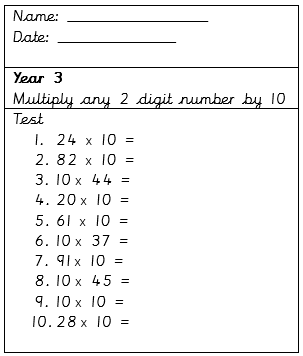 Name: ____________________
Date: _________________
Year 3
Multiply any 2 digit number by 10
Test
1. 24 x 10 =
2. 82 x 10 =
3. 10 x 44 =
4. 20 x 10 =
5. 61 x 10 =
6. 10 x 37 =
7. 91 x 10 =
8. 10 x 45 =
9. 10 x 10 =
10. 28 x 10 =